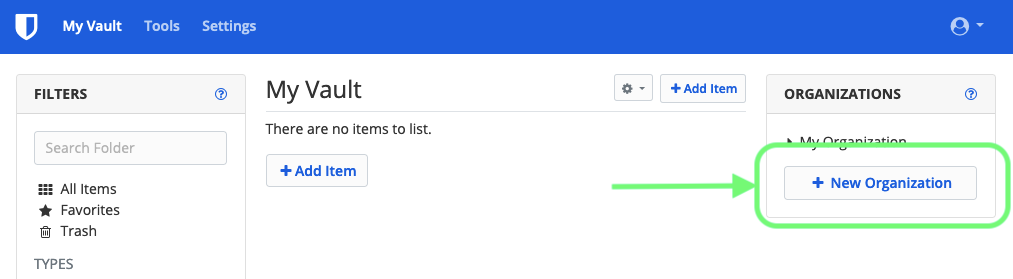 My Vault Tools Settings
FILTERS
Search Folder
All Items
Favorites
Trash
TYPES
My Vault
Add Item
There are no items to list.
Add Item
ORGANIZATIONS
My Organization
New Organization